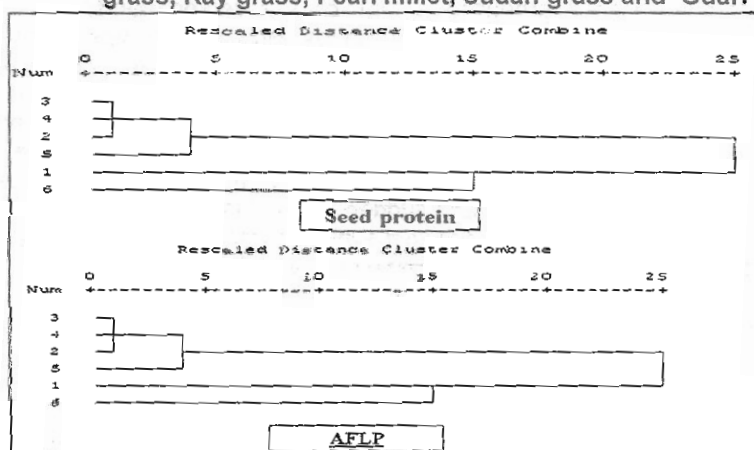 grass, Ray grass, Pearl millet, Sudan grass and Guar.
Rescaled Distance Cluster Combine
0 5 10 15 20 25
Num
3
4
2
5
1
6
Seed protein
Rescaled Distance Cluster Combine
0 5 10 15 20 25
Num
3
4
2
5
1
6
AFLP